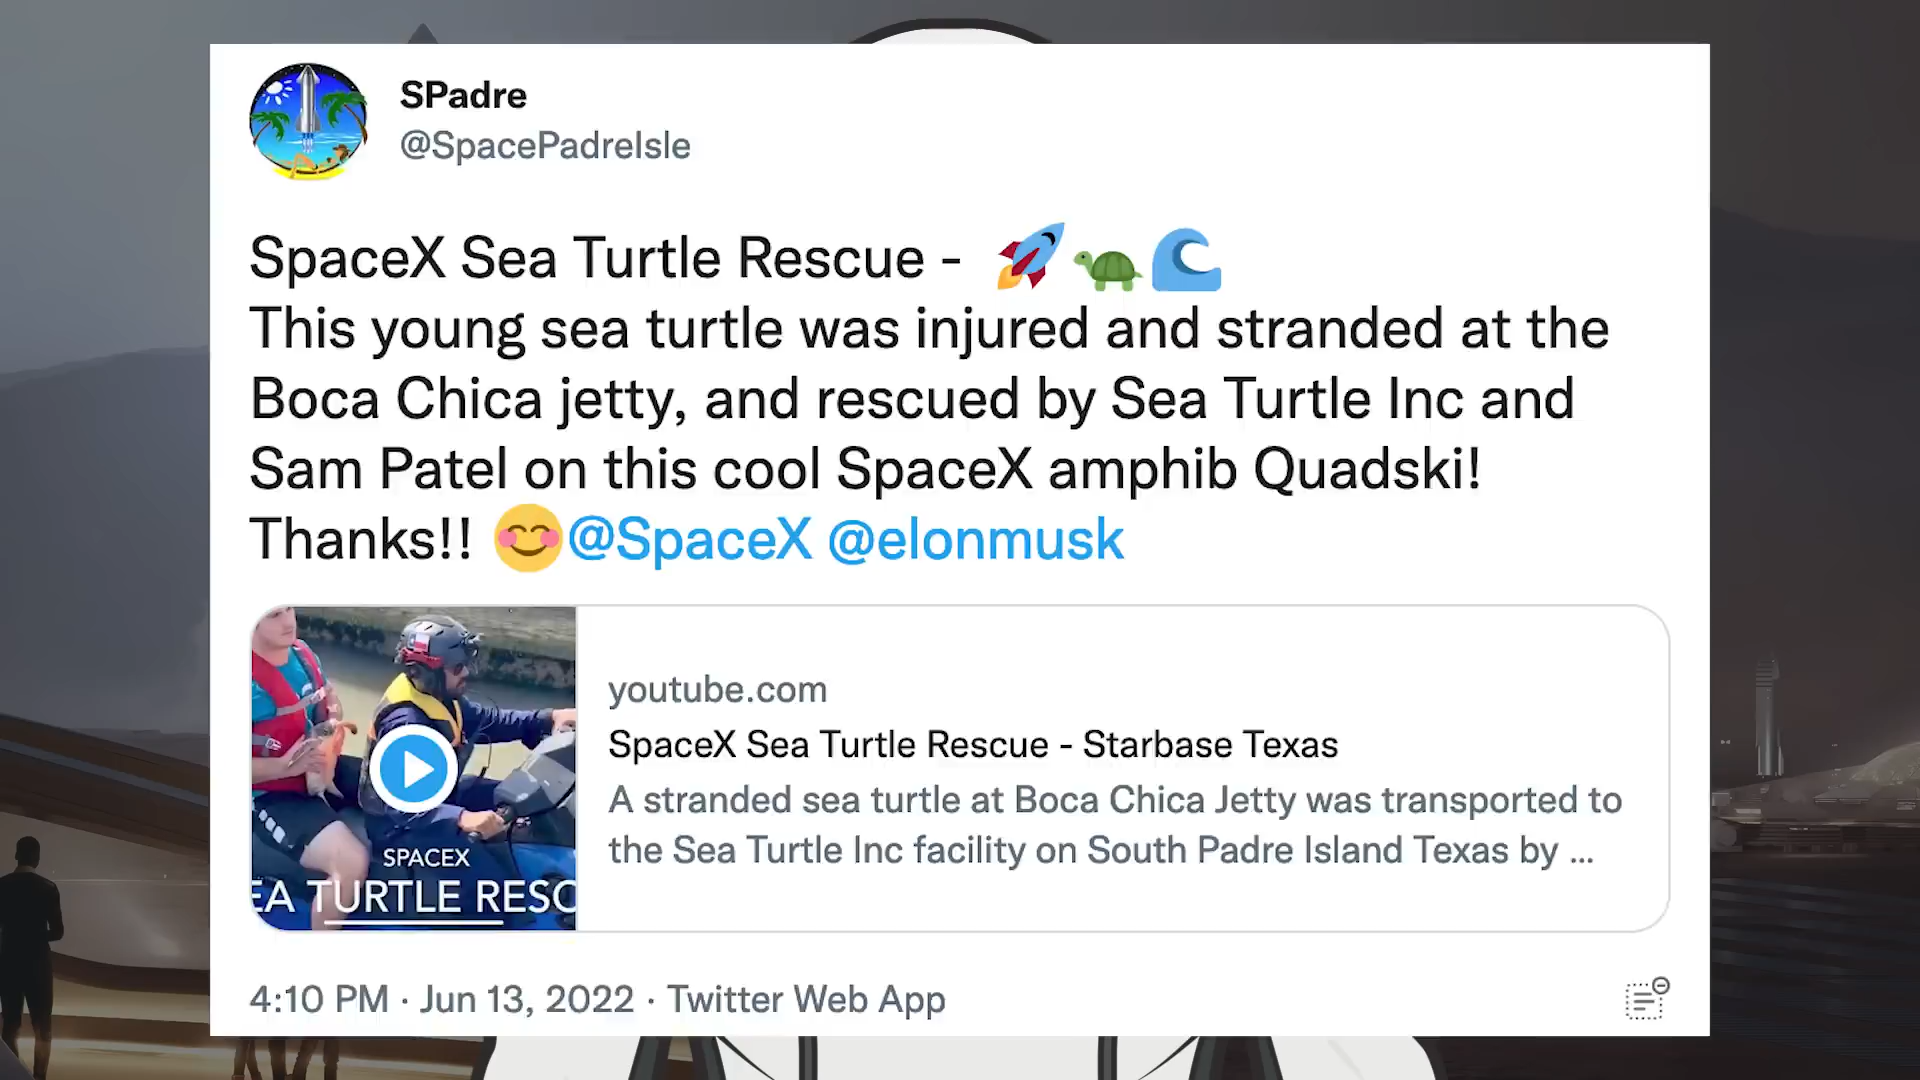 SPadre
@SpacePadreIsle
SpaceX Sea Turtle Rescue - 🚀🐢🌊
This young sea turtle was injured and stranded at the
Boca Chica jetty, and rescued by Sea Turtle Inc and
Sam Patel on this cool SpaceX amphib Quadski!
Thanks!! 😊@SpaceX @elonmusk
youtube.com
SpaceX Sea Turtle Rescue - Starbase Texas
A stranded sea turtle at Boca Chica Jetty was transported to
the Sea Turtle Inc facility on South Padre Island Texas by ...
SPACEX
EA TURTLE RESC
4:10 PM · Jun 13, 2022 · Twitter Web App